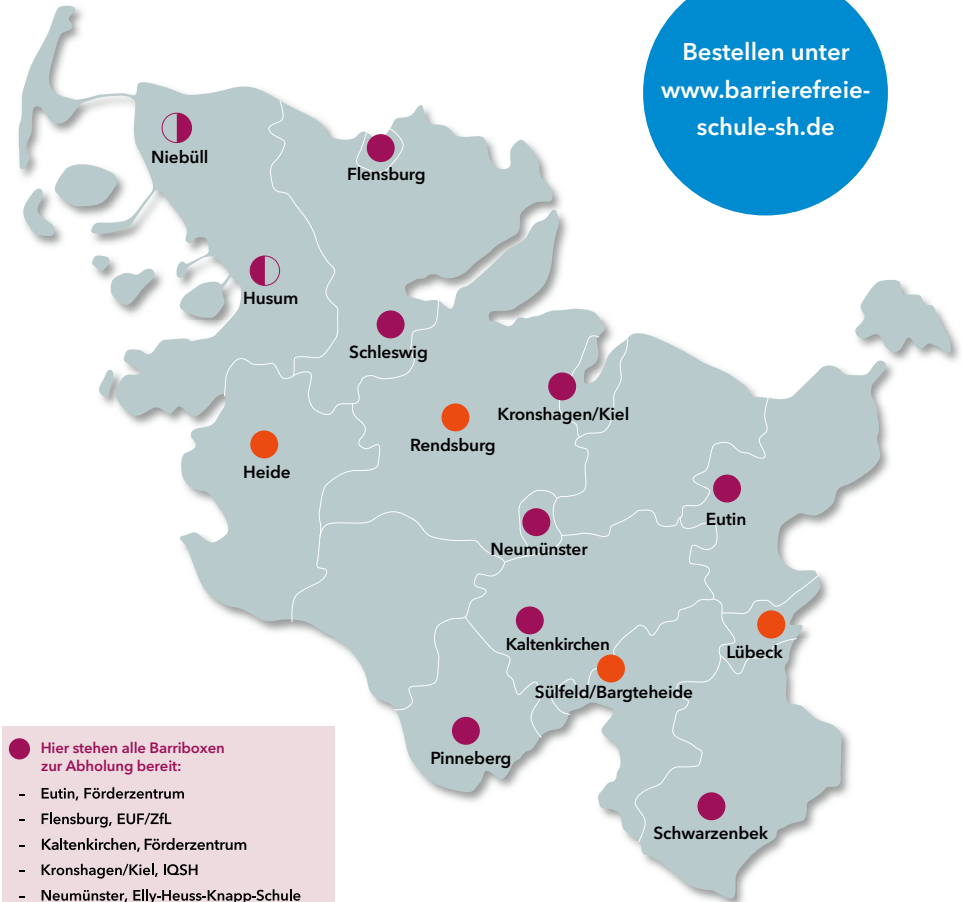 Bestellen unter
www.barrierefreie-
schule-sh.de
Niebüll
Flensburg
Husum
Schleswig
Kronshagen/Kiel
Rendsburg
Heide
Eutin
Neumünster
Kaltenkirchen
Lübeck
Sülfeld/Bargteheide
Pinneberg
Schwarzenbek
Hier stehen alle Barriboxen
zur Abholung bereit:
- Eutin, Förderzentrum
- Flensburg, EUF/ZfL
- Kaltenkirchen, Förderzentrum
- Kronshagen/Kiel, IQSH
- Neumünster, Elly-Heuss-Knapp-Schule